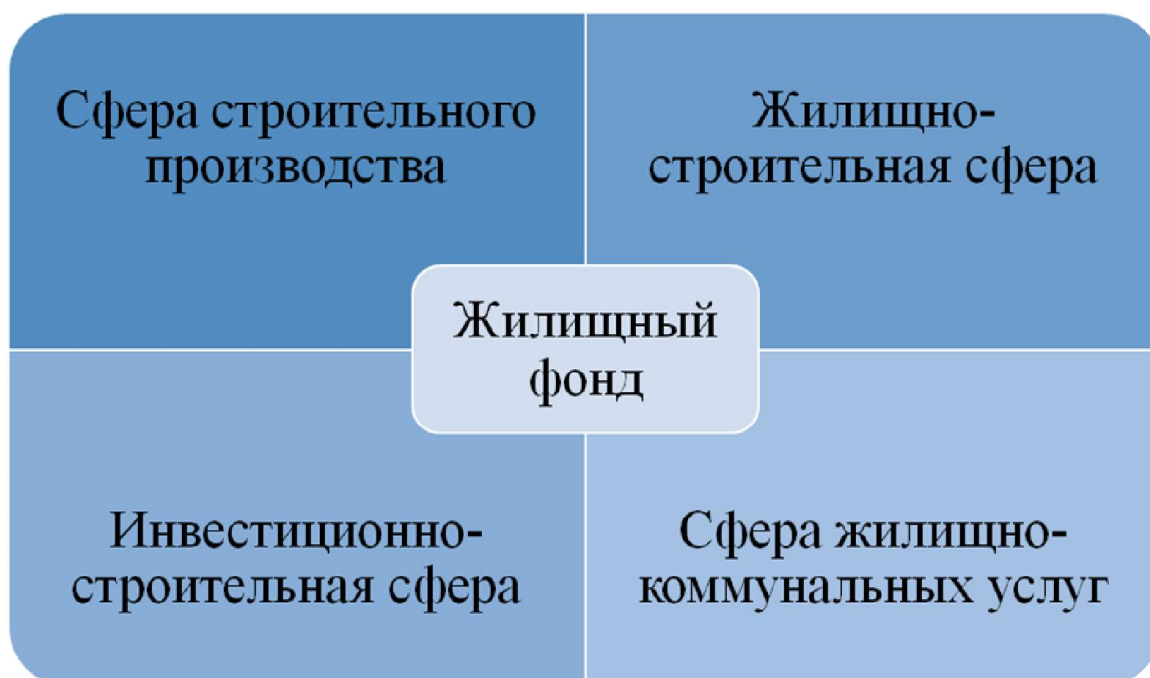 Сфера строительного
производства
Жилищно-
строительная сфера
Жилищный
фонд
Инвестиционно-
строительная сфера
Сфера жилищно-
коммунальных услуг